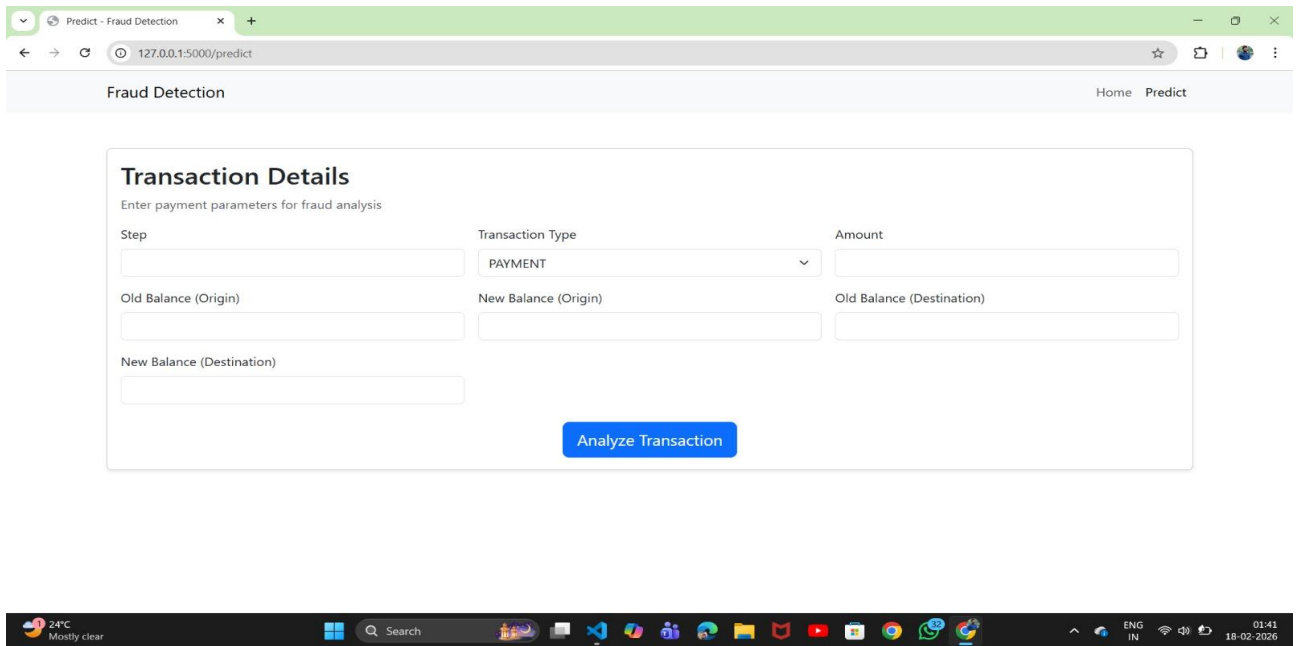 Predict - Fraud Detection
127.0.0.1:5000/predict
Fraud Detection Home Predict
Transaction Details
Enter payment parameters for fraud analysis
Step Transaction Type Amount
PAYMENT
Old Balance (Origin) New Balance (Origin) Old Balance (Destination)
New Balance (Destination)
Analyze Transaction
1 24°C
Mostly clear
Search
32
ENG
IN
01:41
18-02-2026